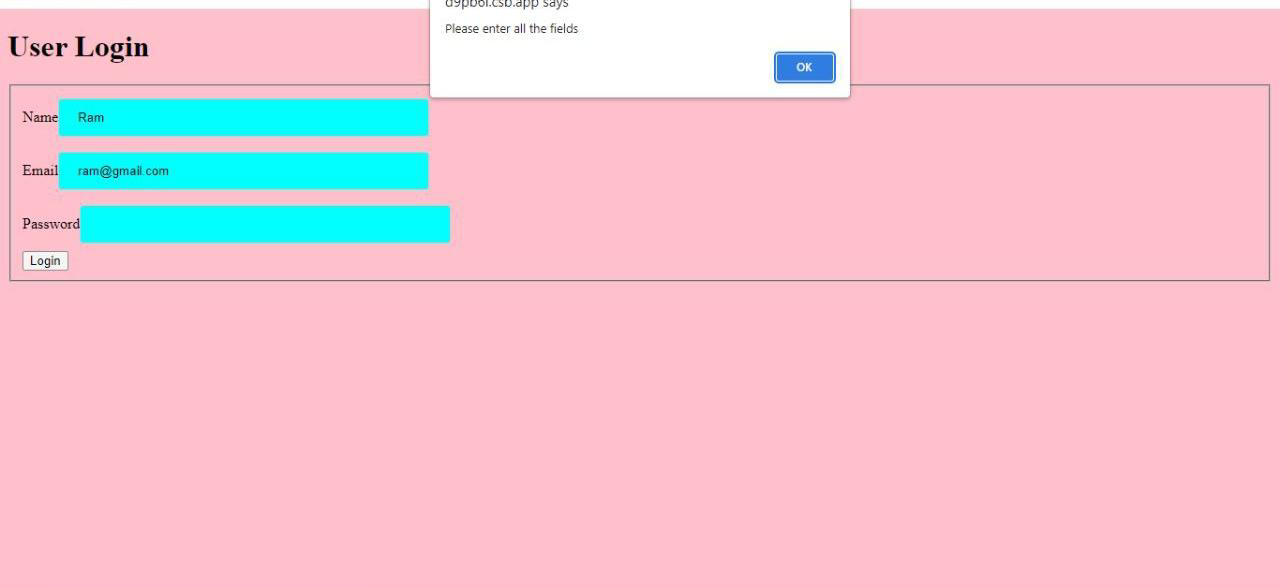 d9pb6l.csb.app says
Please enter all the fields
OK
User Login
Name Ram
Email ram@gmail.com
Password
Login